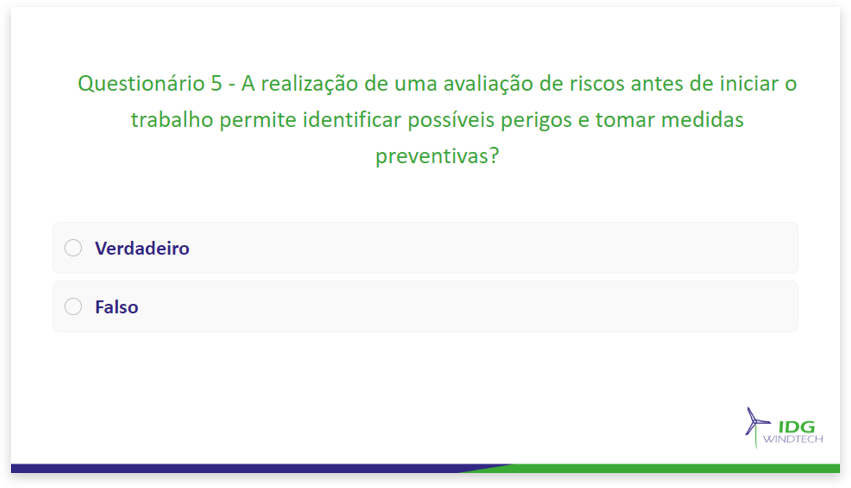 Questionário 5 - A realização de uma avaliação de riscos antes de iniciar o
trabalho permite identificar possíveis perigos e tomar medidas
preventivas?
Verdadeiro
Falso
IDG
WINDTECH